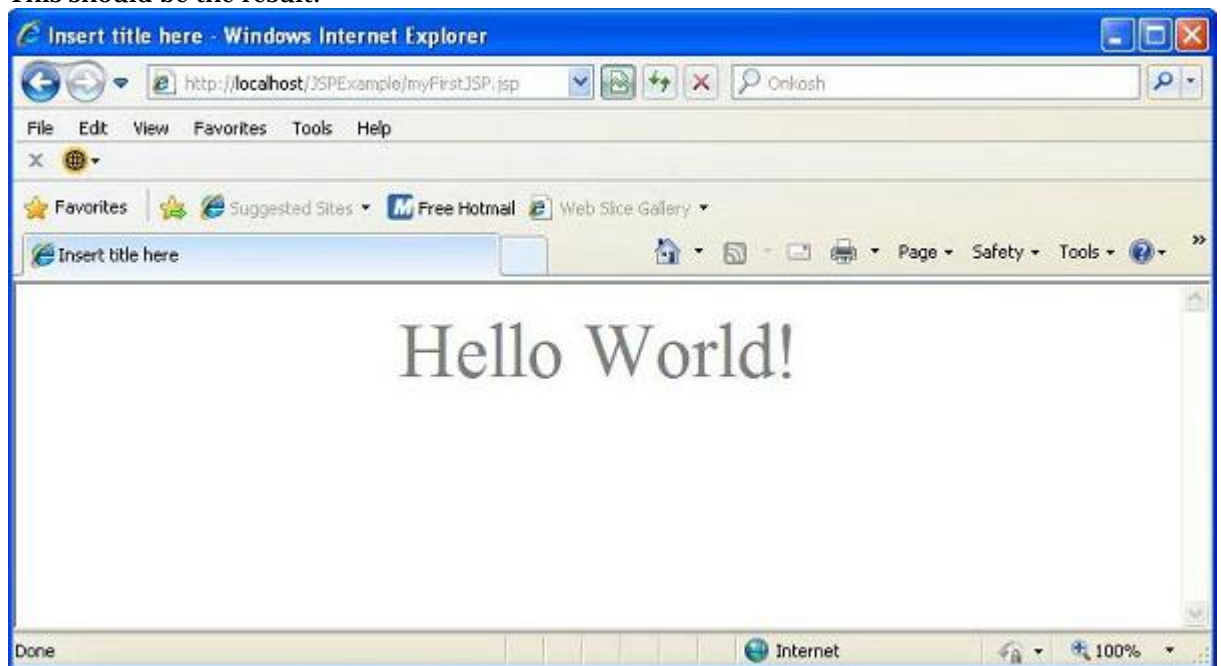 This should be the result:
Insert title here - Windows Internet Explorer
http://localhost/JSPExample/myFirstJSP.jsp
Onkosh
File Edit View Favorites Tools Help
x
Favorites Suggested Sites Free Hotmail Web Slice Gallery
Insert title here Page Safety Tools »
Hello World!
Done Internet 100%